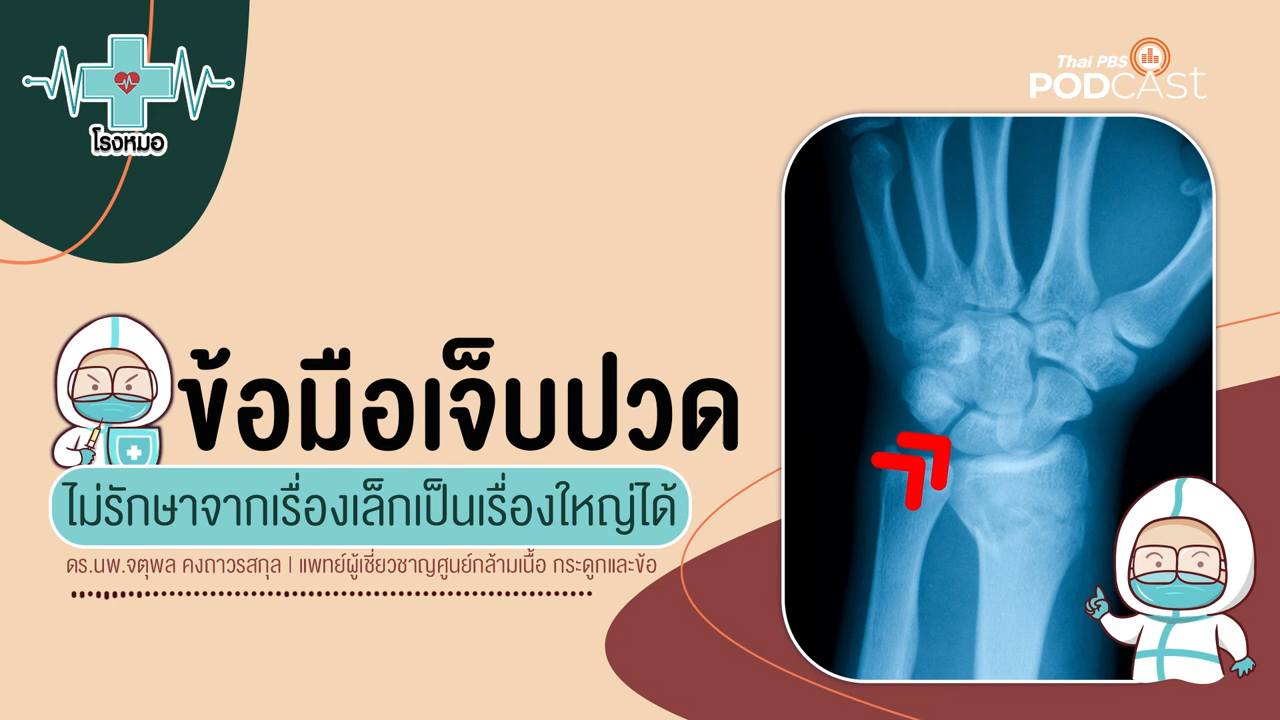 โรงหมอ
Thai PBS
PODCAST
ข้อมือเจ็บปวด
ไม่รักษาจากเรื่องเล็กเป็นเรื่องใหญ่ได้
ดร.นพ.จตุพล คงถาวรสกุล | แพทย์ผู้เชี่ยวชาญศูนย์กล้ามเนื้อ กระดูกและข้อ